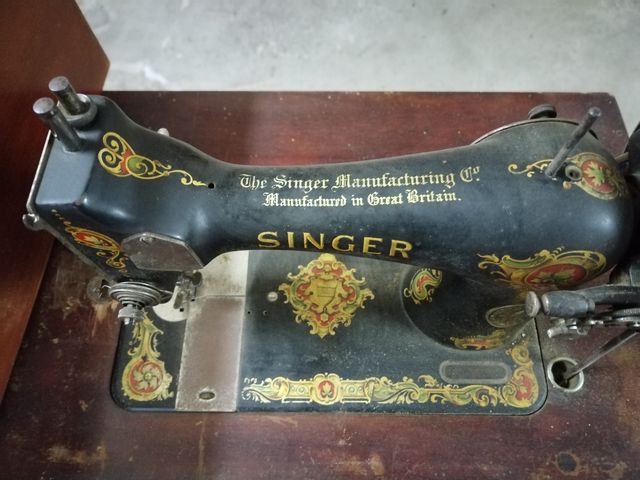 The Singer Manufacturing Co.
Manufactured in Great Britain.
SINGER